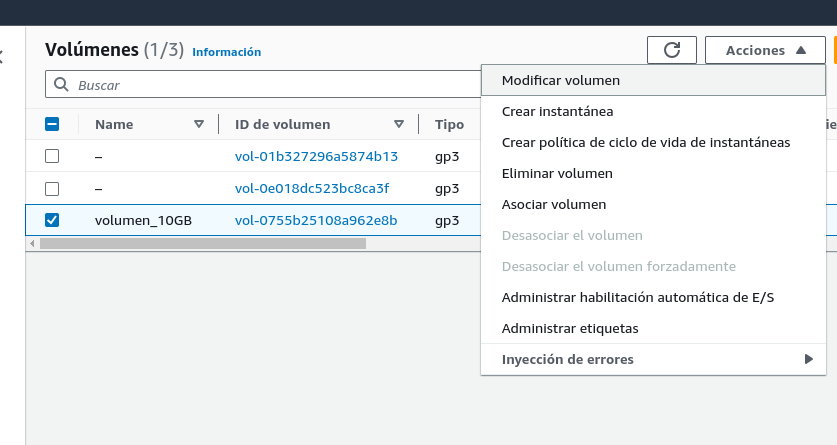 Volúmenes (1/3) Información
Acciones
Buscar
Modificar volumen
Crear instantánea
Crear política de ciclo de vida de instantáneas
Eliminar volumen
Asociar volumen
Desasociar el volumen
Desasociar el volumen forzadamente
Administrar habilitación automática de E/S
Administrar etiquetas
Inyección de errores
Name ID de volumen Tipo
– vol-01b327296a5874b13 gp3
– vol-0e018dc523bc8ca3f gp3
volumen_10GB vol-0755b25108a962e8b gp3